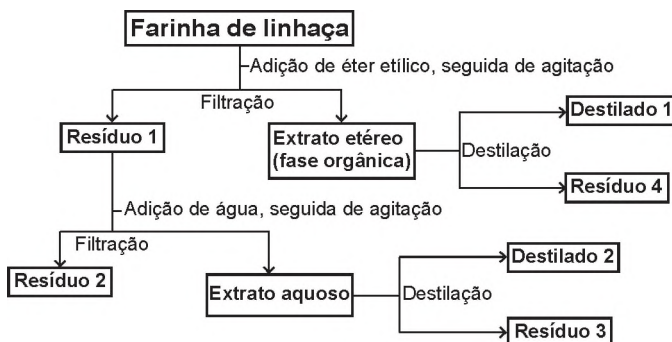 Farinha de linhaça
Adição de éter etílico, seguida de agitação
Filtração
Resíduo 1
Extrato etéreo
(fase orgânica)
Destilação
Destilado 1
Resíduo 4
Adição de água, seguida de agitação
Filtração
Resíduo 2
Extrato aquoso
Destilação
Destilado 2
Resíduo 3